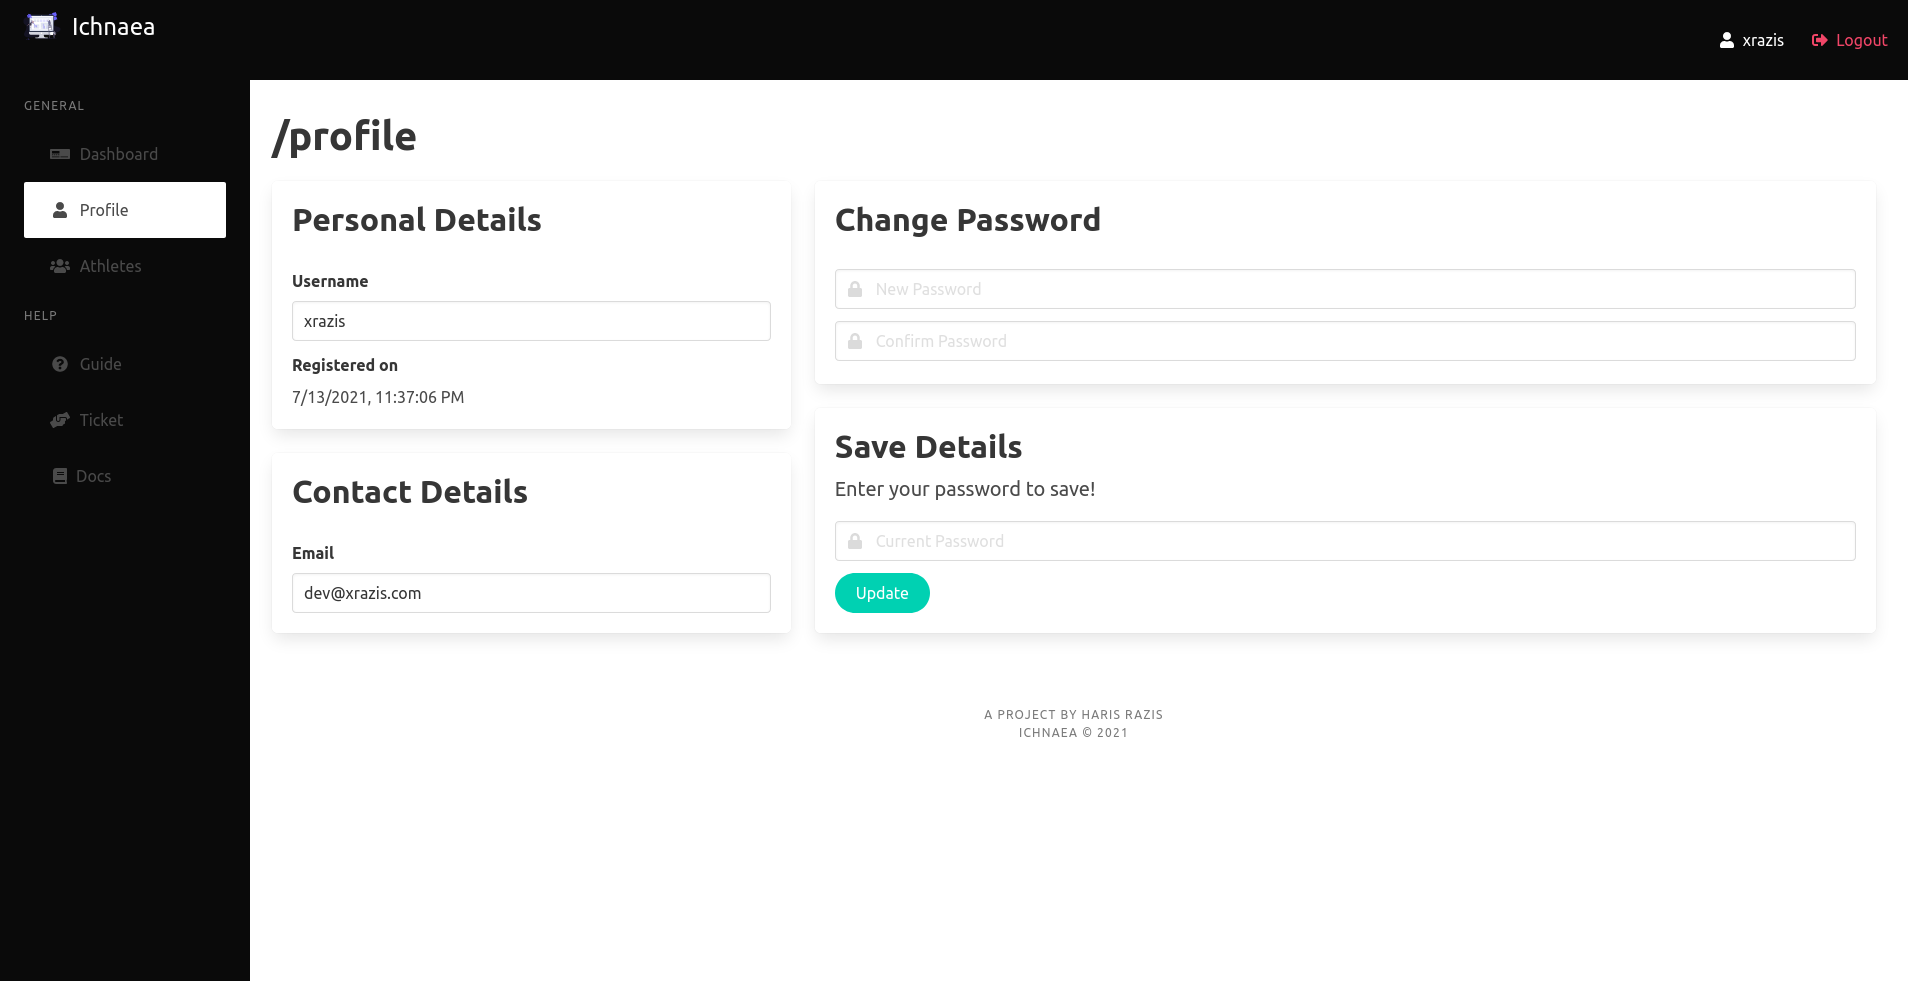 Ichnaea
xrazis
Logout
GENERAL
Dashboard
Profile
Athletes
HELP
Guide
Ticket
Docs
/profile
Personal Details
Username
xrazis
Registered on
7/13/2021, 11:37:06 PM
Contact Details
Email
dev@xrazis.com
Change Password
New Password
Confirm Password
Save Details
Enter your password to save!
Current Password
Update
A PROJECT BY HARIS RAZIS
ICHNAEA © 2021